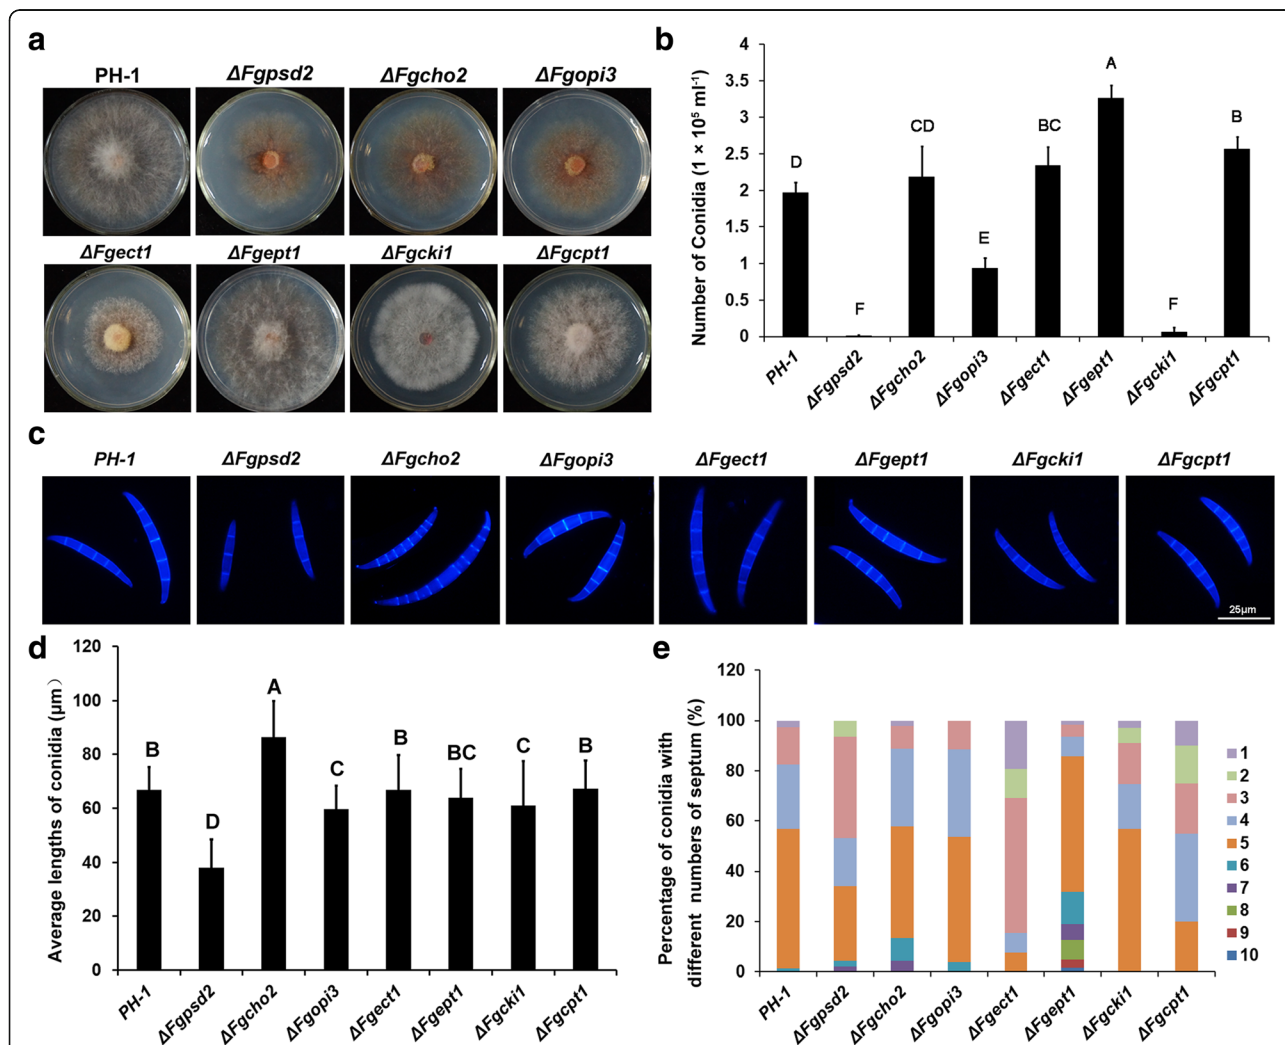 a
PH-1 ΔFgpsd2 ΔFgcho2 ΔFgopi3
ΔFgect1 ΔFgept1 ΔFgcki1 ΔFgcpt1
b
Number of Conidia (1 × 10⁵ ml⁻¹)
4
3.5
3
2.5
2
1.5
1
0.5
0
D F CD E BC A F B
PH-1 ΔFgpsd2 ΔFgcho2 ΔFgopi3 ΔFgect1 ΔFgept1 ΔFgcki1 ΔFgcpt1
c
PH-1 ΔFgpsd2 ΔFgcho2 ΔFgopi3 ΔFgect1 ΔFgept1 ΔFgcki1 ΔFgcpt1
25μm
d
Average lengths of conidia (μm）
120
100
80
60
40
20
0
B D A C B BC C B
PH-1 ΔFgpsd2 ΔFgcho2 ΔFgopi3 ΔFgect1 ΔFgept1 ΔFgcki1 ΔFgcpt1
e
Percentage of conidia with
different numbers of septum (%)
120
100
80
60
40
20
0
PH-1 ΔFgpsd2 ΔFgcho2 ΔFgopi3 ΔFgect1 ΔFgept1 ΔFgcki1 ΔFgcpt1
1
2
3
4
5
6
7
8
9
10